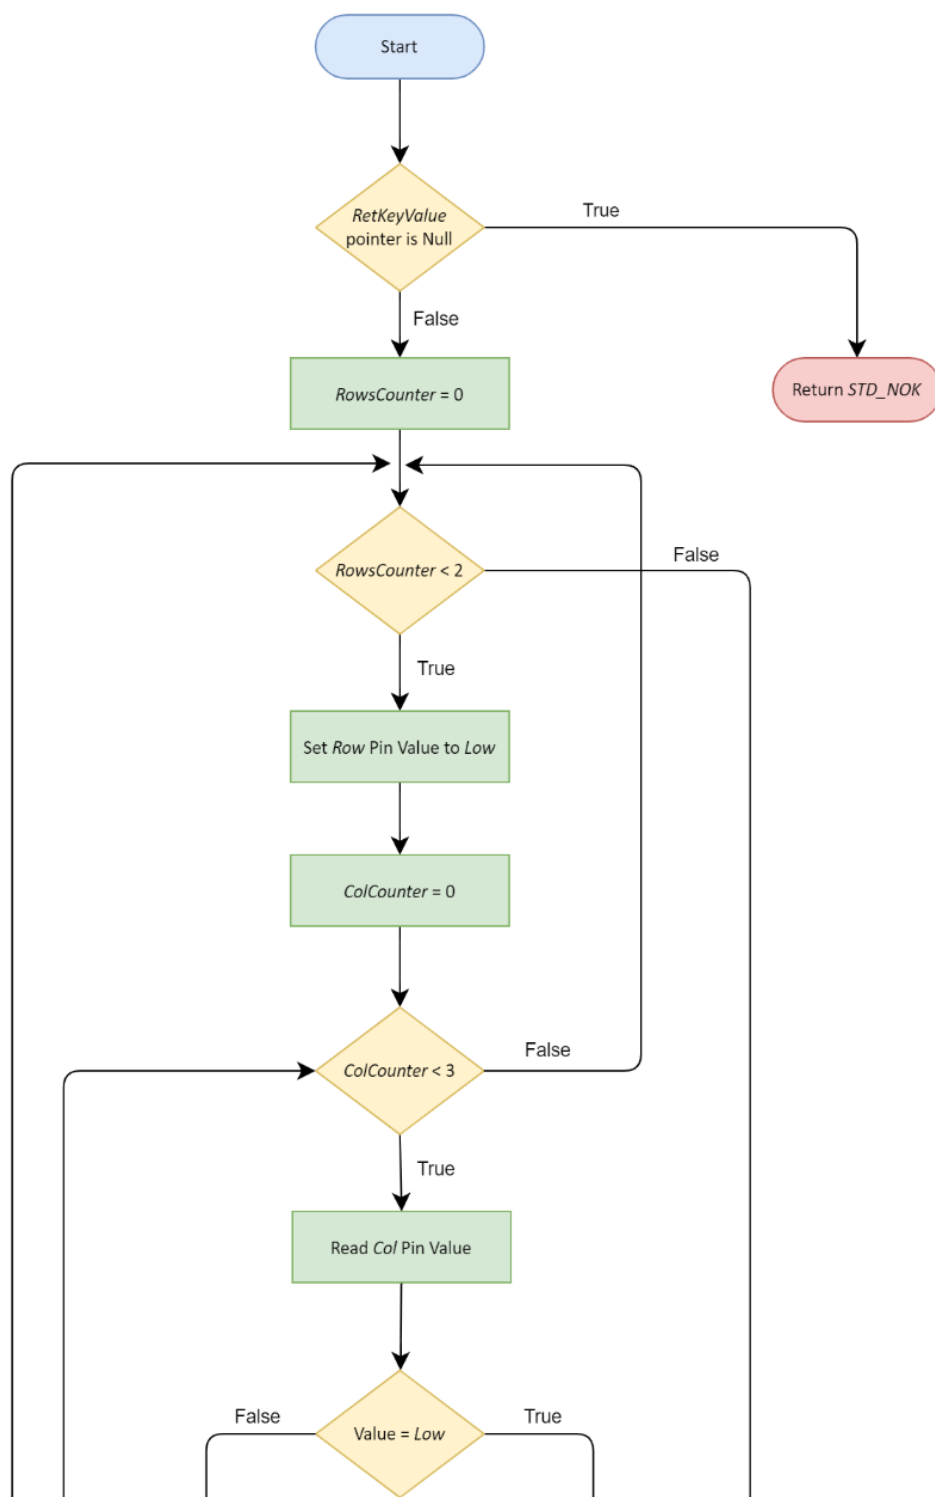 Start
RetKeyValue
pointer is Null
True
False
RowsCounter = 0
Return STD_NOK
RowsCounter < 2
False
True
Set Row Pin Value to Low
ColCounter = 0
ColCounter < 3
False
True
Read Col Pin Value
False
Value = Low
True